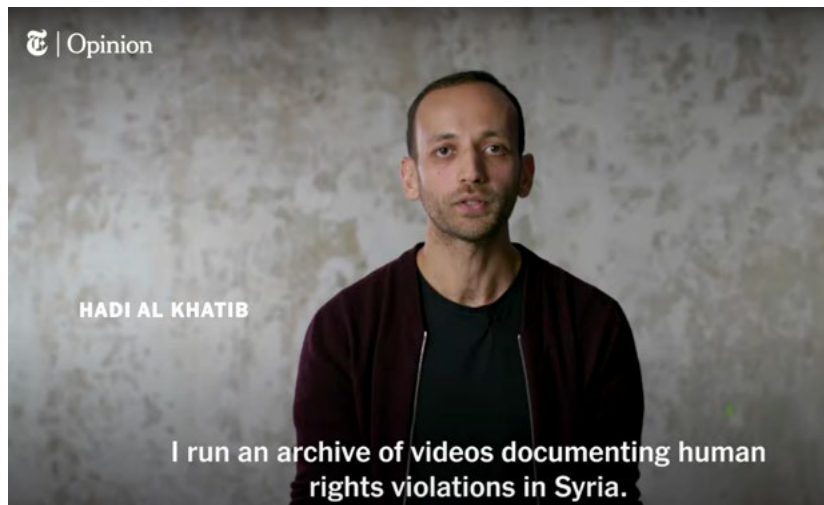 T | Opinion
HADI AL KHATIB
I run an archive of videos documenting human
rights violations in Syria.